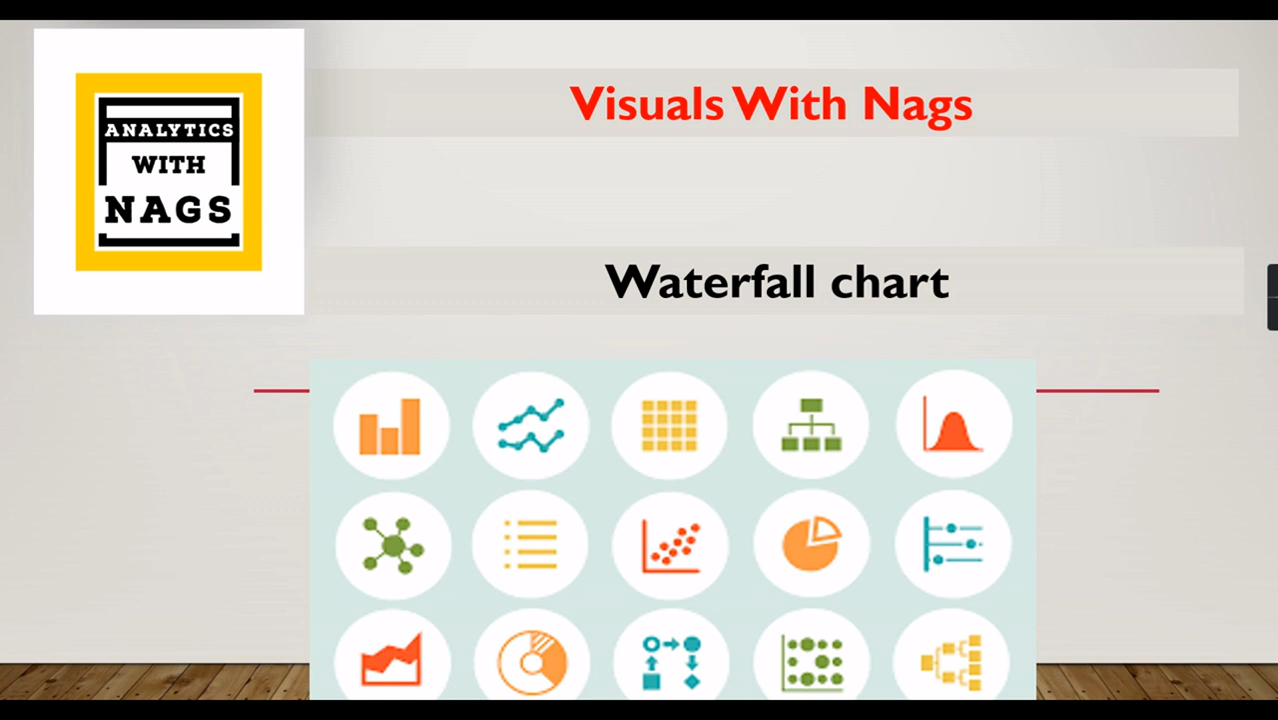 ANALYTICS
WITH
NAGS
Visuals With Nags
Waterfall chart